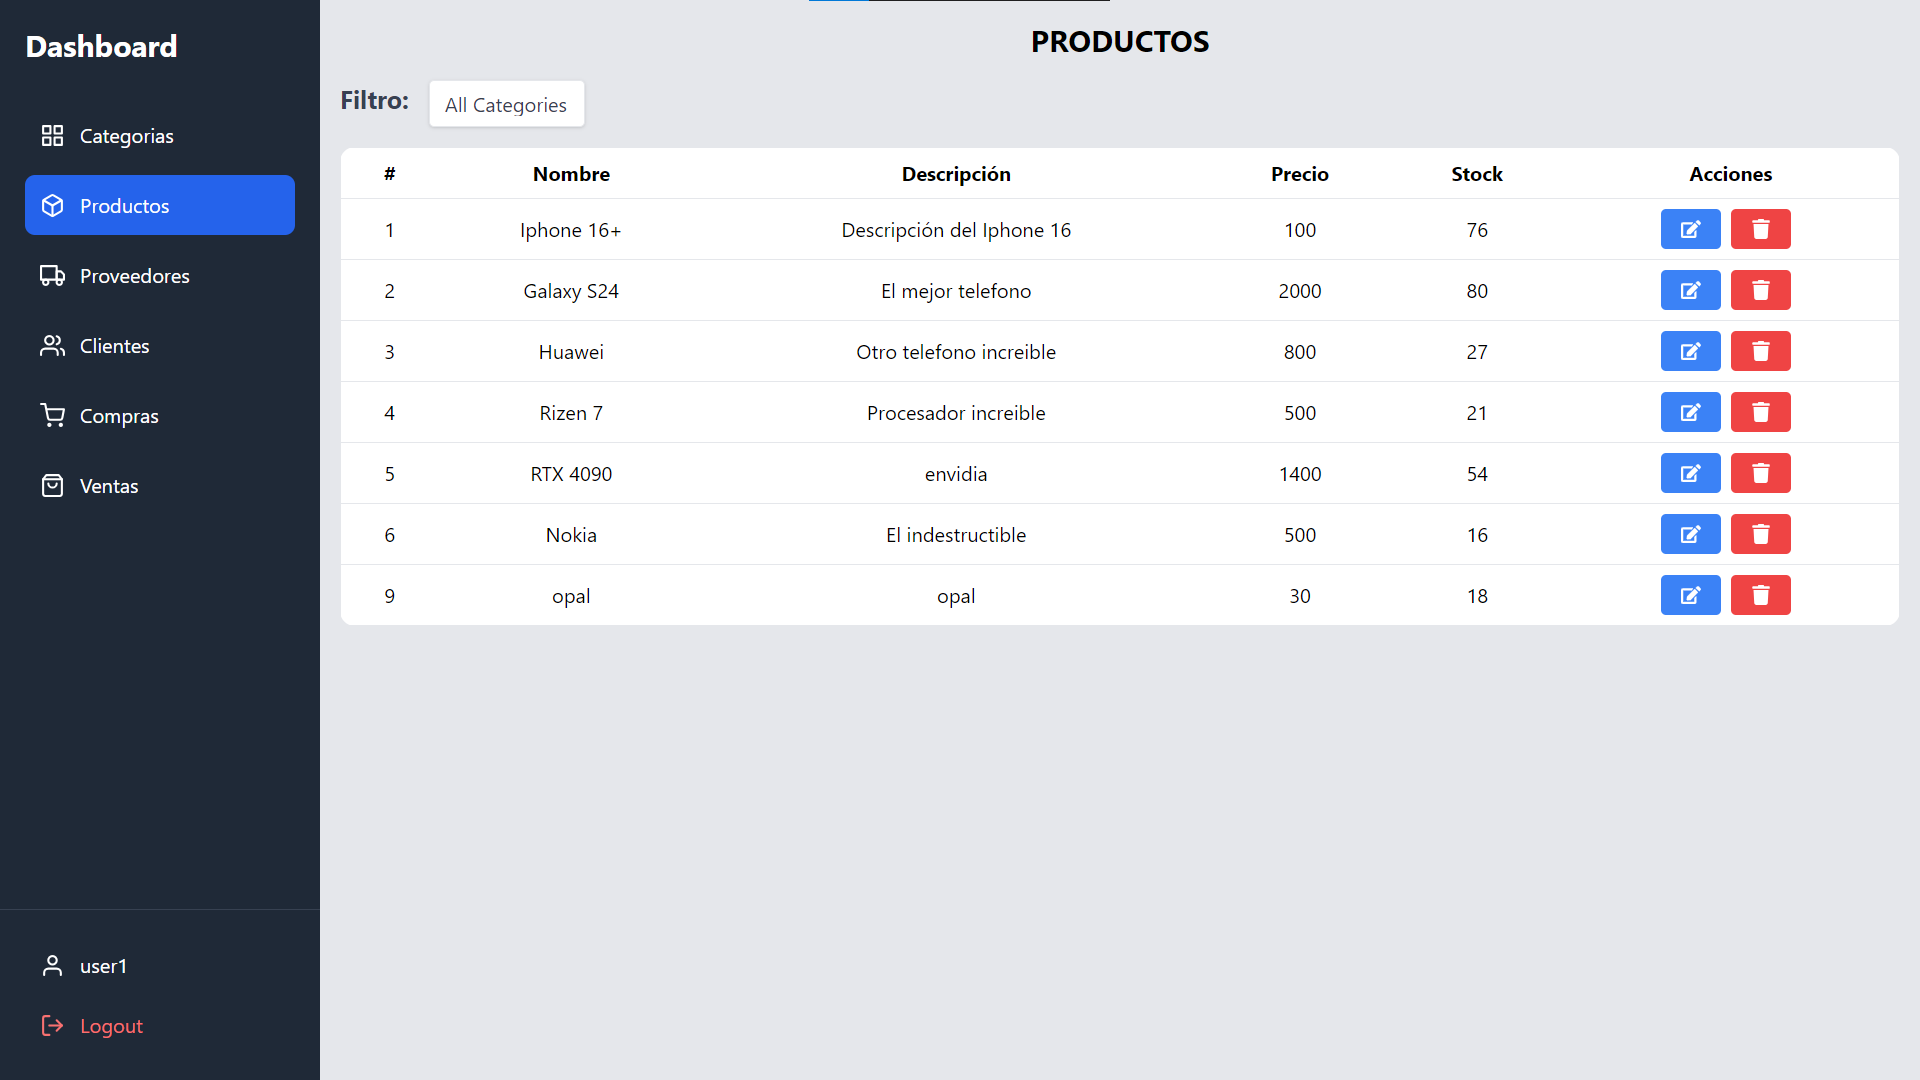 Dashboard
Categorias
Productos
Proveedores
Clientes
Compras
Ventas
user1
Logout
PRODUCTOS
Filtro: All Categories
# Nombre Descripción Precio Stock Acciones
1 Iphone 16+ Descripción del Iphone 16 100 76
2 Galaxy S24 El mejor telefono 2000 80
3 Huawei Otro telefono increible 800 27
4 Rizen 7 Procesador increible 500 21
5 RTX 4090 envidia 1400 54
6 Nokia El indestructible 500 16
9 opal opal 30 18